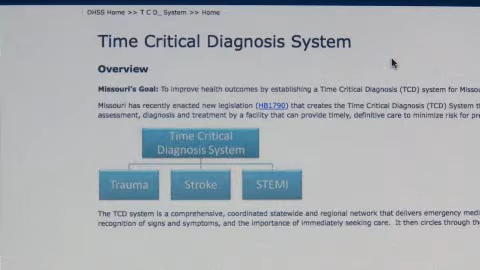 DHSS Home >> T C D_ System >> Home
Time Critical Diagnosis System
Overview
Missouri's Goal: To improve health outcomes by establishing a Time Critical Diagnosis (TCD) system for Missou
Missouri has recently enacted new legislation (HB1790) that creates the Time Critical Diagnosis (TCD) System t
assessment, diagnosis and treatment by a facility that can provide timely, definitive care to minimize risk for pre
Time Critical
Diagnosis System
Trauma Stroke STEMI
The TCD system is a comprehensive, coordinated statewide and regional network that delivers emergency medi
recognition of signs and symptoms, and the importance of immediately seeking care. It then circles through the